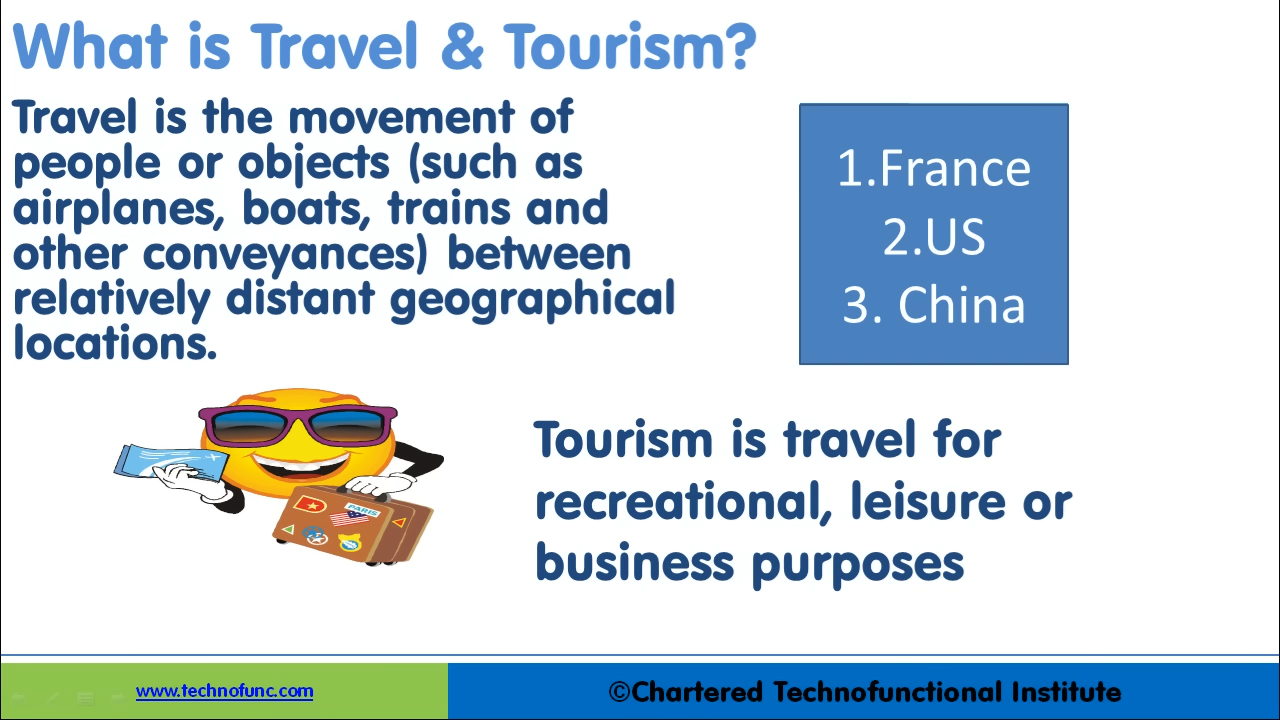 What is Travel & Tourism?
Travel is the movement of
people or objects (such as
airplanes, boats, trains and
other conveyances) between
relatively distant geographical
locations.
1.France
2.US
3. China
PARIS
Tourism is travel for
recreational, leisure or
business purposes
www.technofunc.com
©Chartered Technofunctional Institute